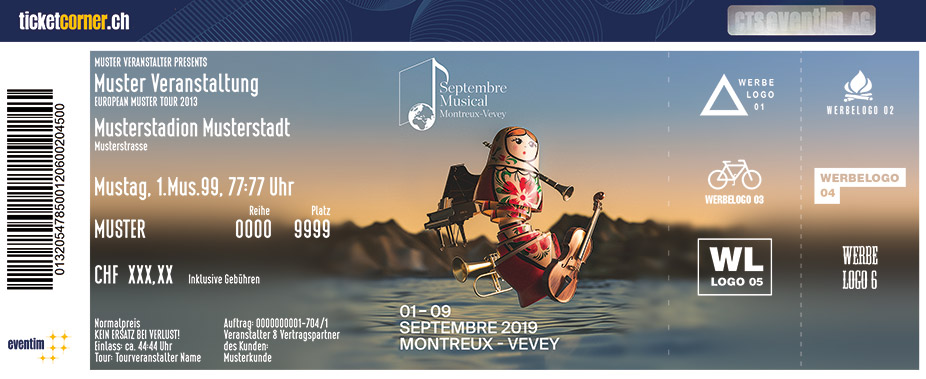 ticketcorner.ch
CTSeventim AG
MUSTER VERANSTALTER PRESENTS
Muster Veranstaltung
EUROPEAN MUSTER TOUR 2013
Musterstadion Musterstadt
Musterstrasse
Mustag, 1.Mus.99, 77:77 Uhr
Reihe Platz
MUSTER 0000 9999
CHF XXX,XX Inklusive Gebühren
Normalpreis
KEIN ERSATZ BEI VERLUST!
Einlass: ca. 44:44 Uhr
Tour: Tourveranstalter Name
Auftrag: 0000000001-704/1
Veranstalter & Vertragspartner
des Kunden:
Musterkunde
013205478500120600204500
eventim
Septembre
Musical
Montreux-Vevey
01–09
SEPTEMBRE 2019
MONTREUX - VEVEY
WERBE
LOGO
01
WERBELOGO 02
WERBELOGO 03
WERBELOGO
04
WL
LOGO 05
WERBE
LOGO 6